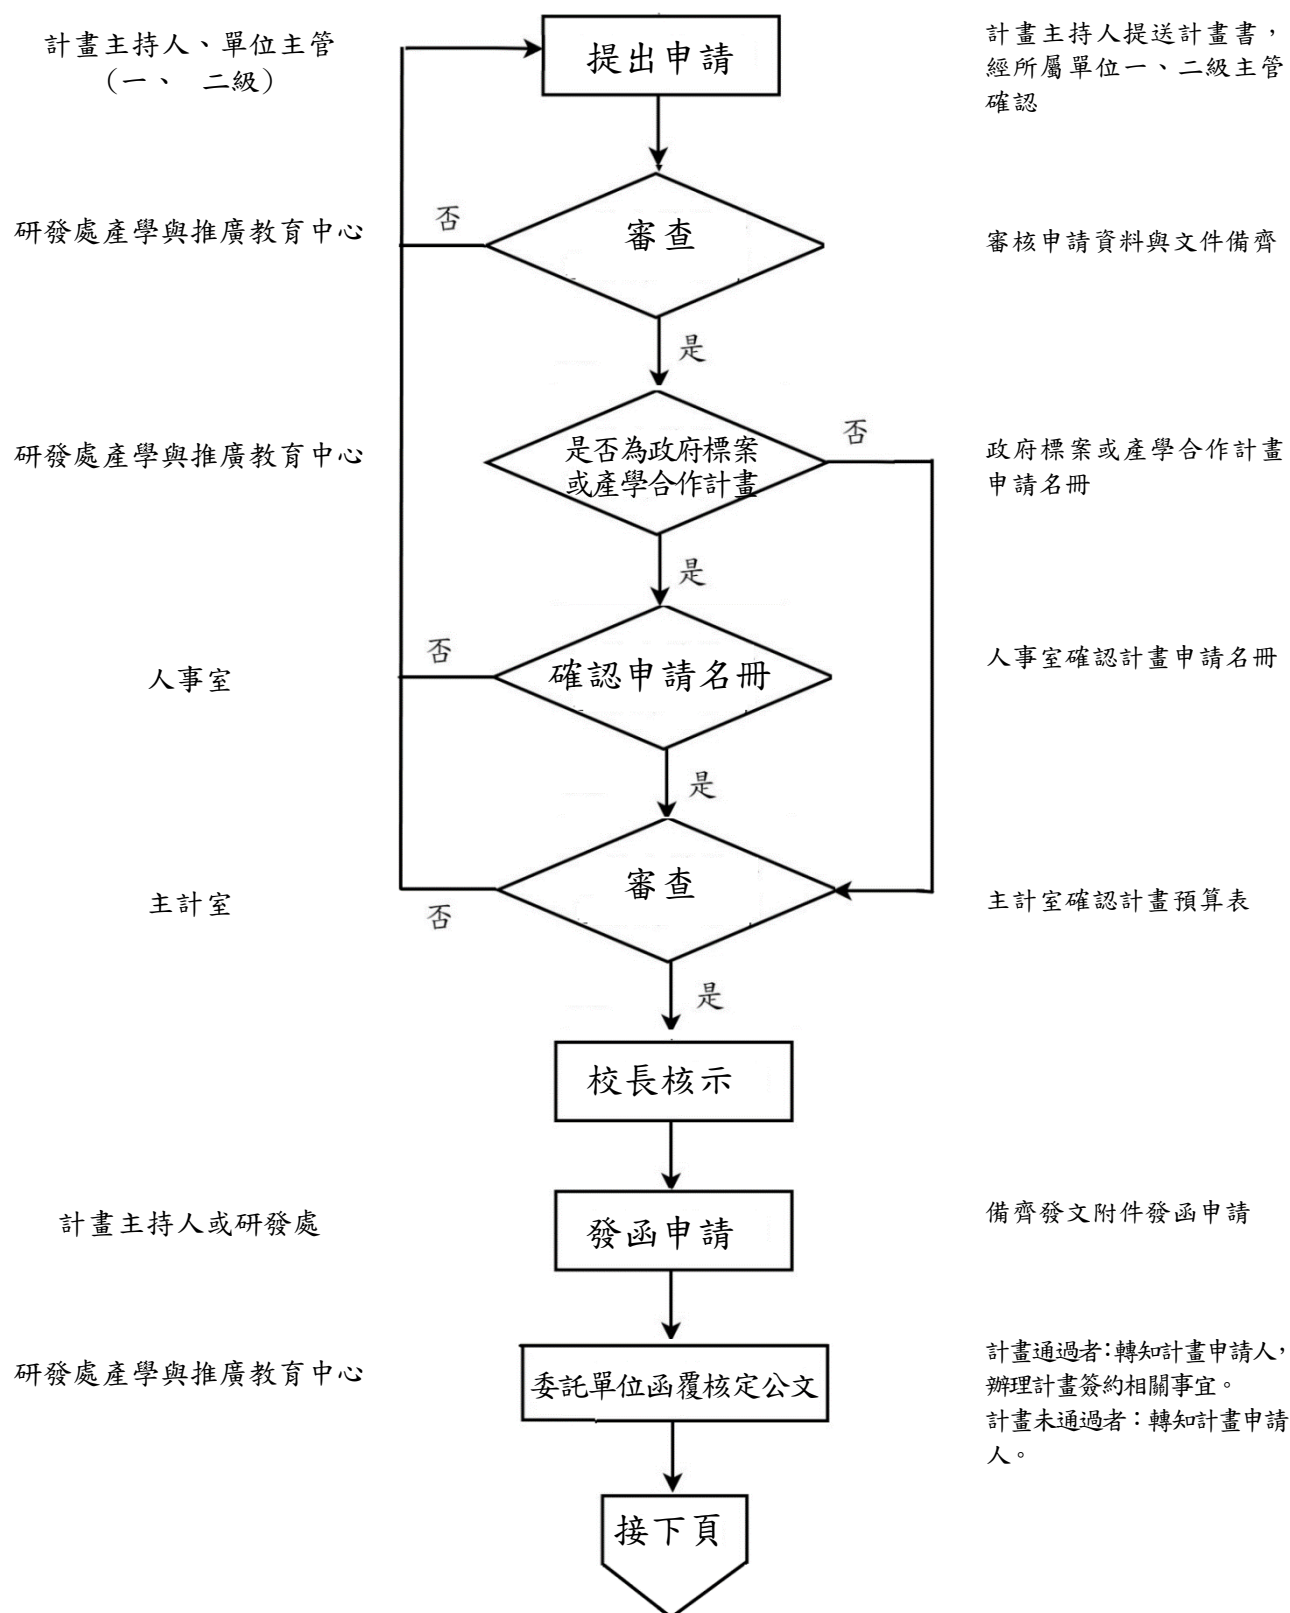 計畫主持人、單位主管
（一、 二級）
提出申請
計畫主持人提送計畫書，
經所屬單位一、二級主管
確認
研發處產學與推廣教育中心
否
審查
審核申請資料與文件備齊
是
研發處產學與推廣教育中心
是否為政府標案
或產學合作計畫
否
政府標案或產學合作計畫
申請名冊
是
人事室
否
確認申請名冊
人事室確認計畫申請名冊
是
主計室
否
審查
主計室確認計畫預算表
是
校長核示
計畫主持人或研發處
發函申請
備齊發文附件發函申請
研發處產學與推廣教育中心
委託單位函覆核定公文
計畫通過者：轉知計畫申請人，
辦理計畫簽約相關事宜。
計畫未通過者：轉知計畫申請
人。
接下頁